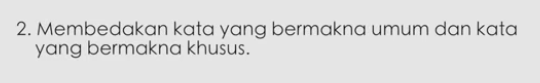 2. Membedakan kata yang bermakna umum dan kata
yang bermakna khusus.